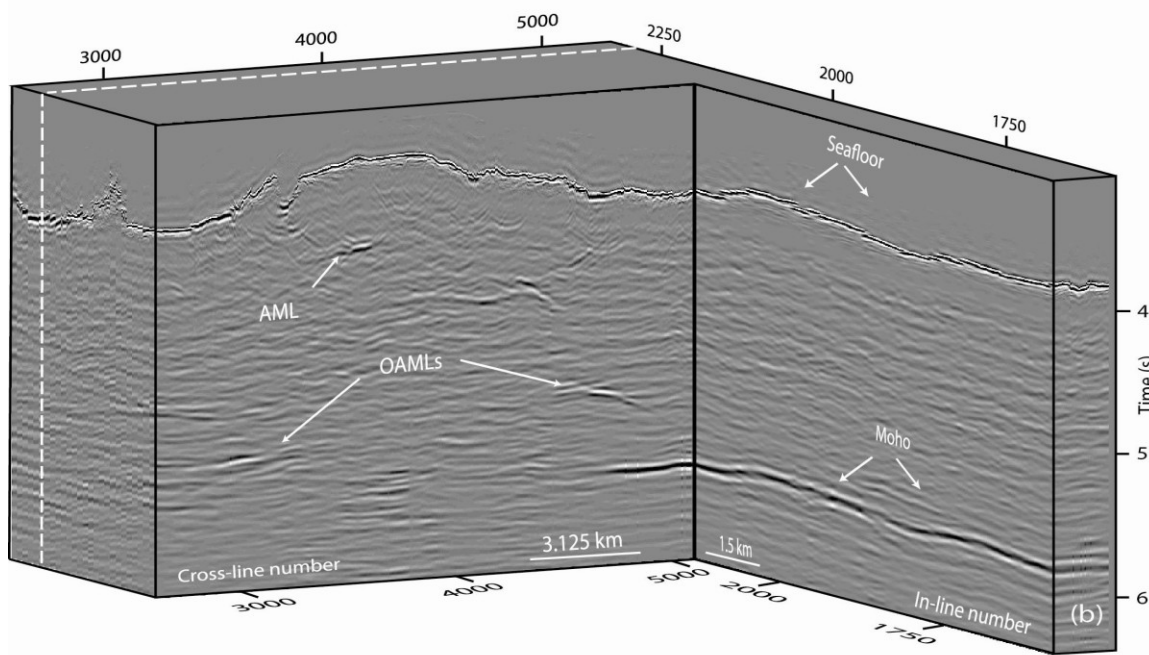 3000
4000
5000
2250
2000
1750
Seafloor
AML
OAMLs
Moho
4
5
6
Time (s)
3.125 km
1.5 km
Cross-line number
In-line number
(b)
3000
4000
5000
2000
1750